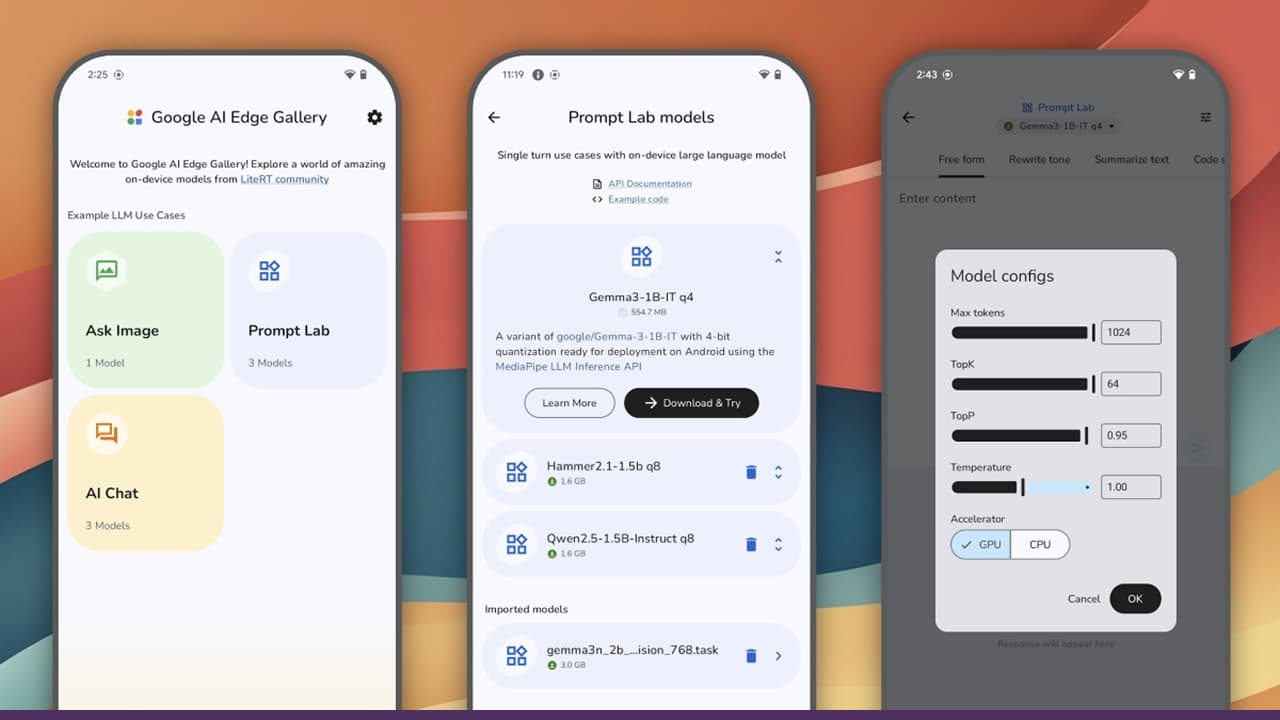 2:25
Google AI Edge Gallery
Welcome to Google AI Edge Gallery! Explore a world of amazing
on-device models from LiteRT community
Example LLM Use Cases
Ask Image
1 Model
Prompt Lab
3 Models
AI Chat
3 Models
11:19
Prompt Lab models
Single turn use cases with on-device large language model
API Documentation
Example code
Gemma3-1B-IT q4
554.7 MB
A variant of google/Gemma-3-1B-IT with 4-bit
quantization ready for deployment on Android using the
MediaPipe LLM Inference API
Learn More
Download & Try
Hammer2.1-1.5b q8
1.6 GB
Qwen2.5-1.5B-Instruct q8
1.6 GB
Imported models
gemma3n_2b_...ision_768.task
3.0 GB
2:43
Prompt Lab
Gemma3-1B-IT q4
Free form Rewrite tone Summarize text Code s
Enter content
Model configs
Max tokens
1024
TopK
64
TopP
0.95
Temperature
1.00
Accelerator
GPU CPU
Cancel OK
Response will appear here